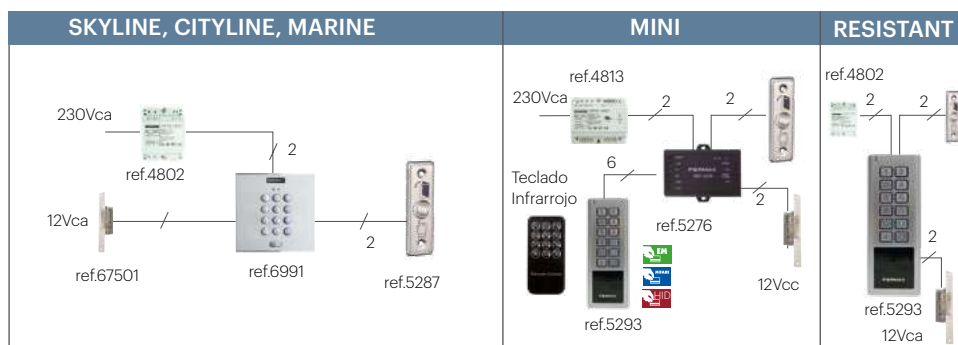 SKYLINE, CITYLINE, MARINE
230Vca
2
ref.4802
12Vca
2
ref.67501
ref.6991
ref.5287
MINI
ref.4813
230Vca
2
2
Teclado
Infrarrojo
6
2
ref.5276
EM
HID
12Vcc
ref.5293
RESISTANT
ref.4802
2
2
2
ref.5293
12Vca